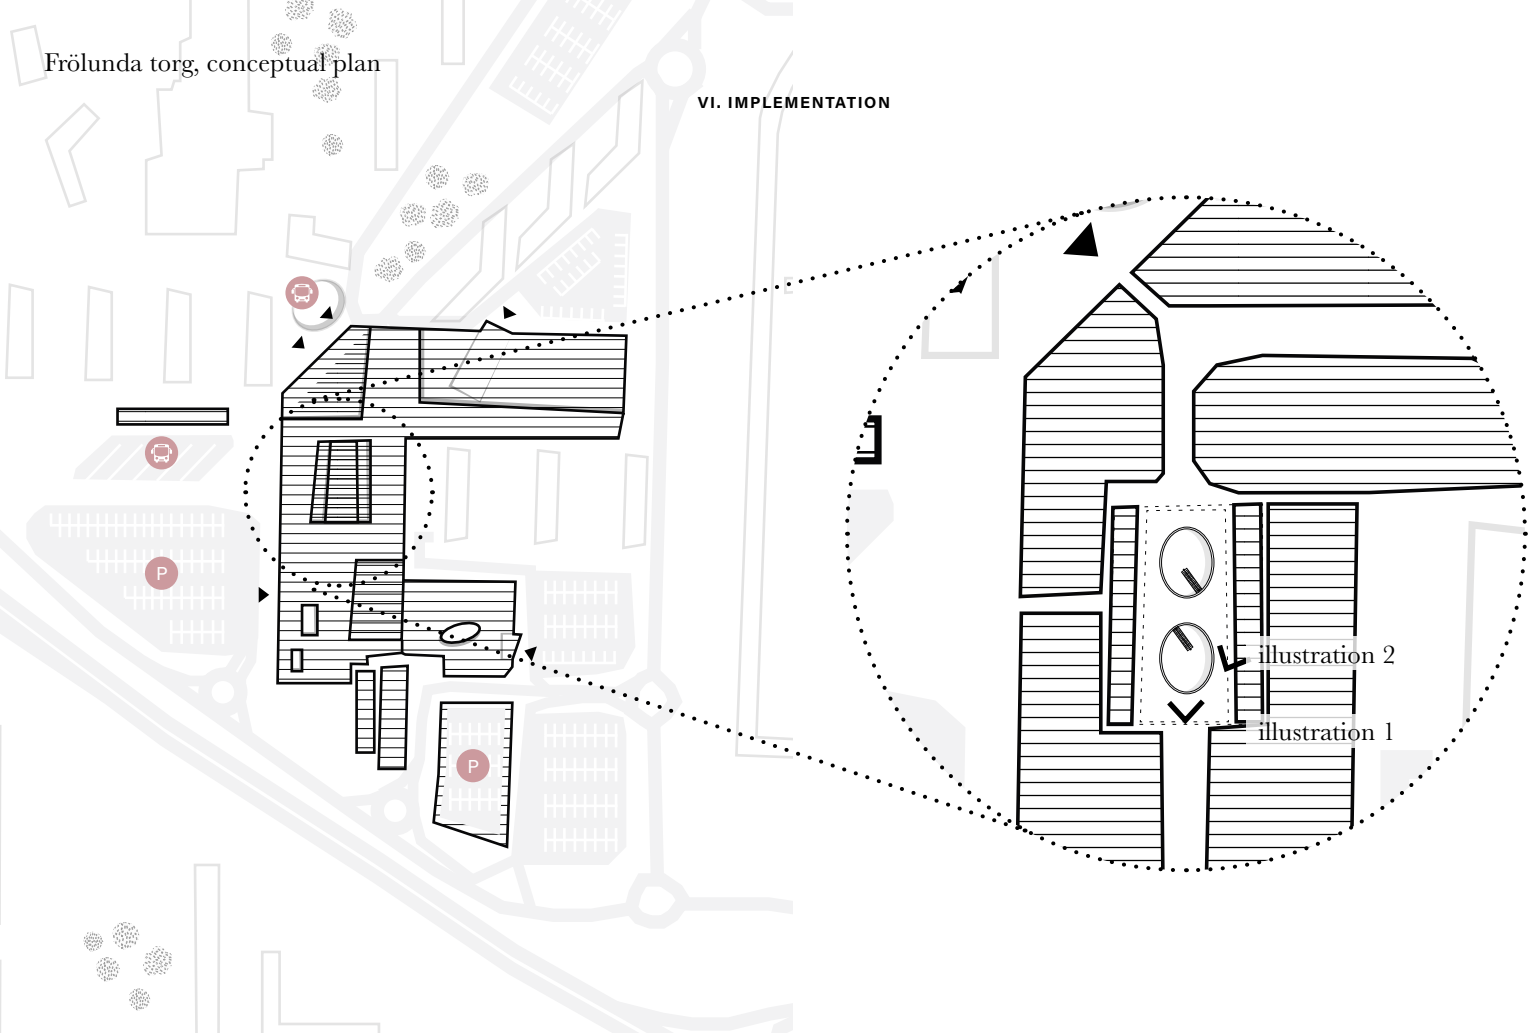 Frölunda torg, conceptual plan
VI. IMPLEMENTATION
P
P
illustration 2
illustration 1